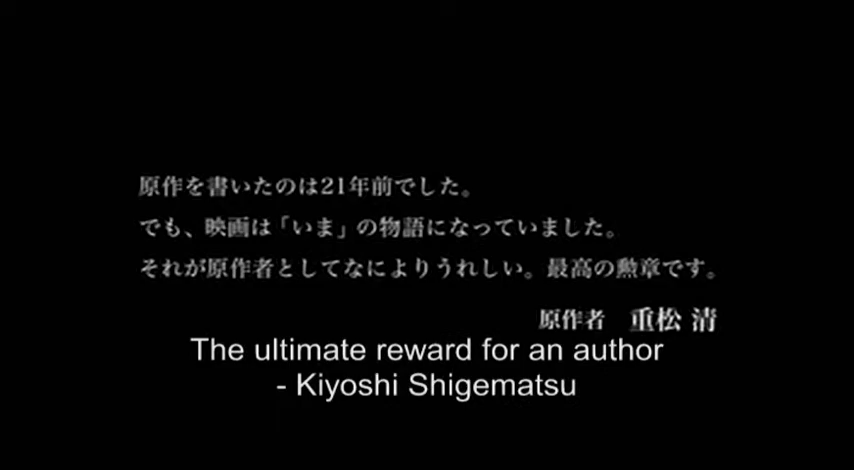 原作を書いたのは21年前でした。
でも、映画は「いま」の物語になっていました。
それが原作者としてなによりうれしい。最高の勲章です。
原作者 重松 清
The ultimate reward for an author
- Kiyoshi Shigematsu